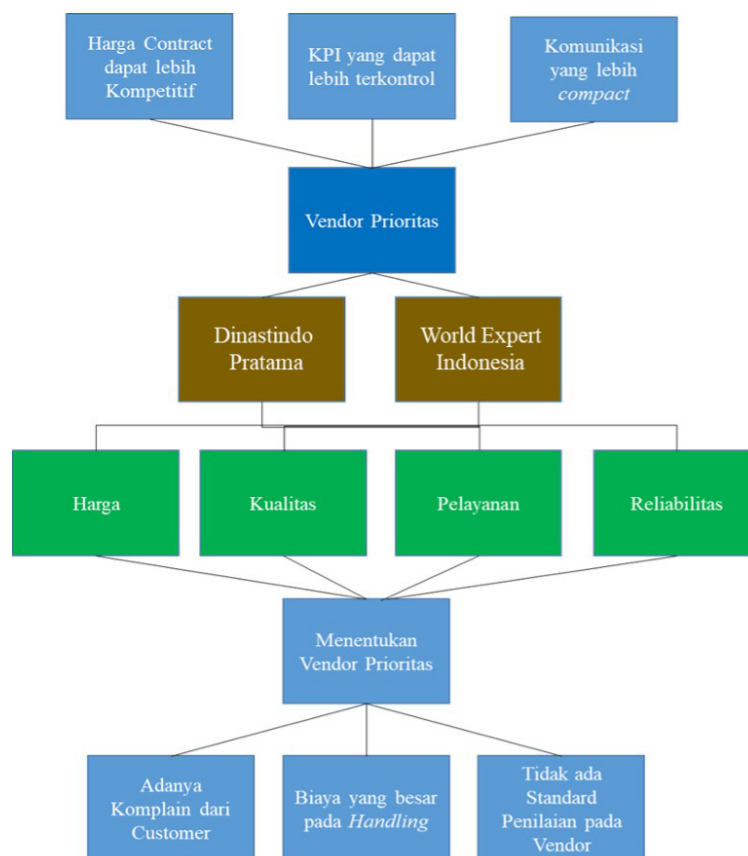 Harga Contract
dapat lebih
Kompetitif
KPI yang dapat
lebih terkontrol
Komunikasi
yang lebih
compact
Vendor Prioritas
Dinastindo
Pratama
World Expert
Indonesia
Harga
Kualitas
Pelayanan
Reliabilitas
Menentukan
Vendor Prioritas
Adanya
Komplain dari
Customer
Biaya yang besar
pada Handling
Tidak ada
Standard
Penilaian pada
Vendor